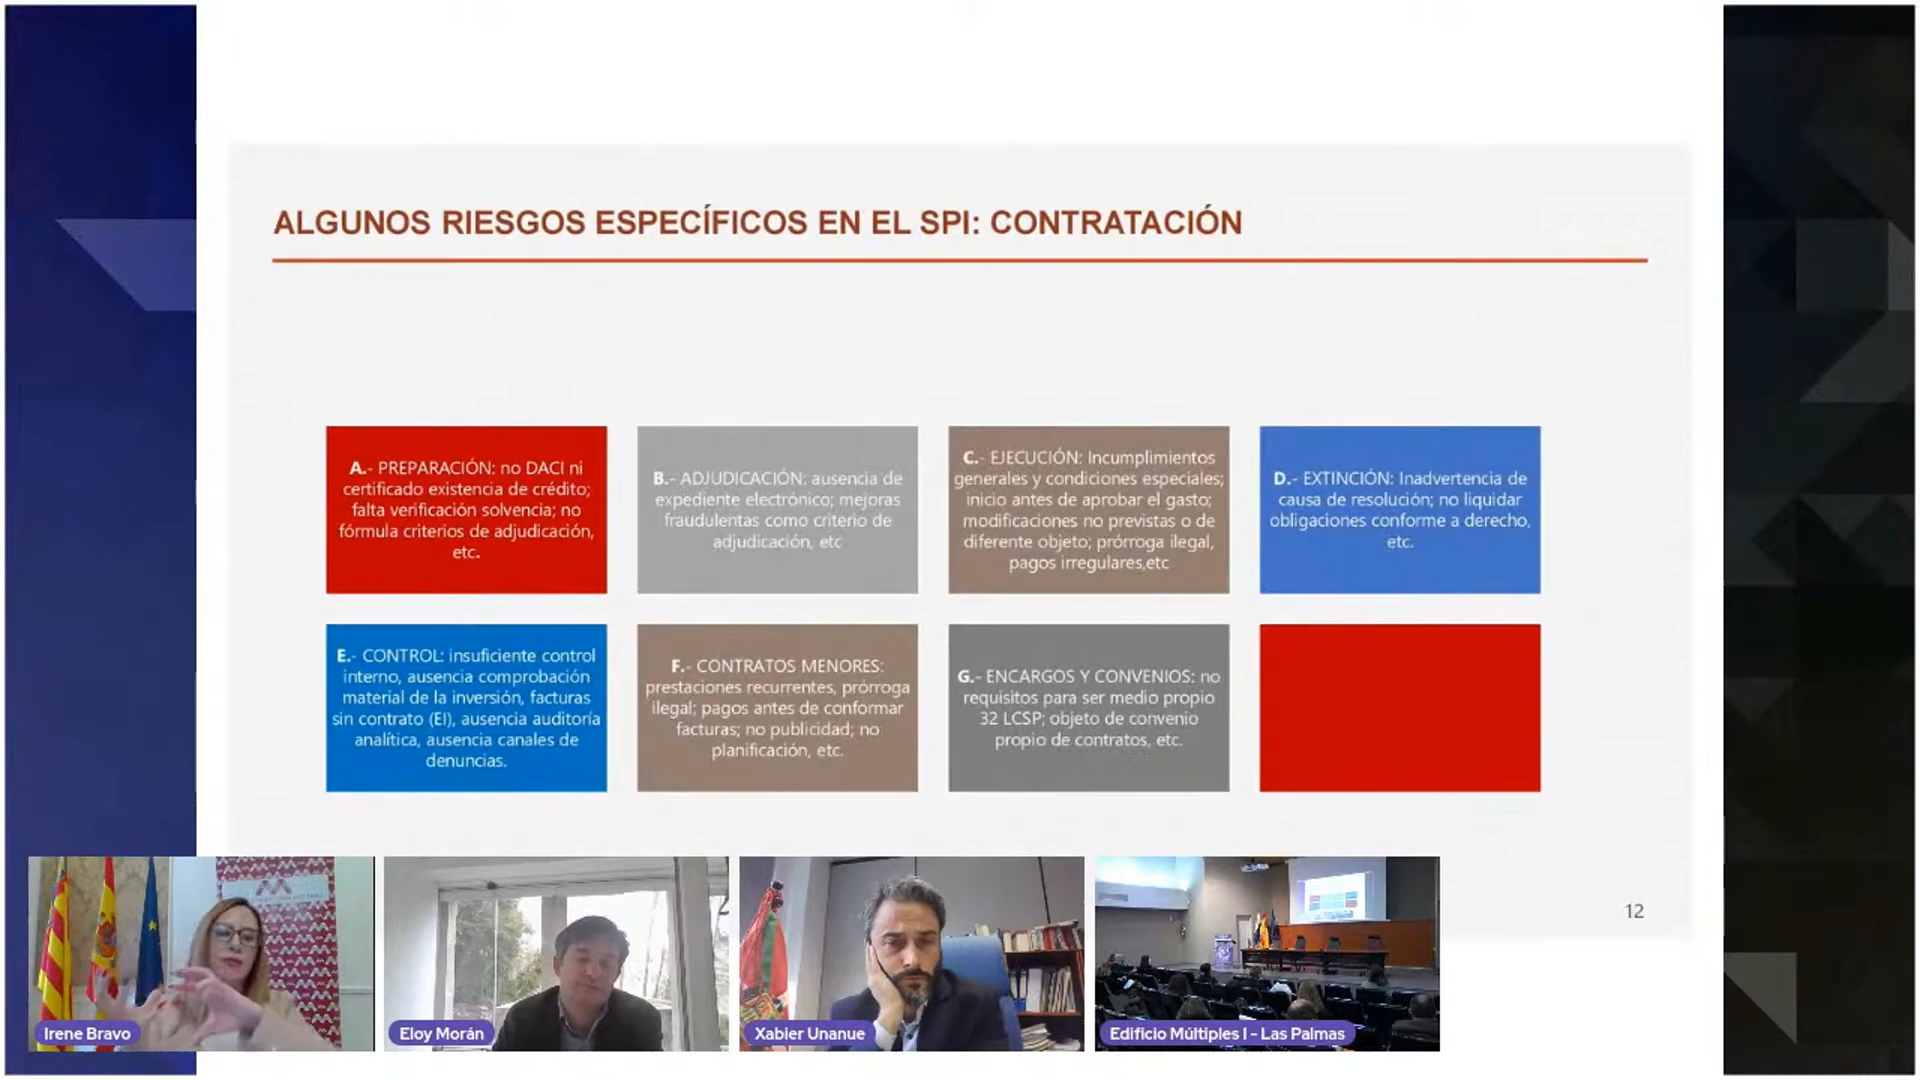 ALGUNOS RIESGOS ESPECÍFICOS EN EL SPI: CONTRATACIÓN
A.- PREPARACIÓN: no DACI ni
certificado existencia de crédito;
falta verificación solvencia; no
fórmula criterios de adjudicación,
etc.
B.- ADJUDICACIÓN: ausencia de
expediente electrónico; mejoras
fraudulentas como criterio de
adjudicación, etc
C.- EJECUCIÓN: Incumplimientos
generales y condiciones especiales;
inicio antes de aprobar el gasto;
modificaciones no previstas o de
diferente objeto; prórroga ilegal,
pagos irregulares,etc
D.- EXTINCIÓN: Inadvertencia de
causa de resolución; no liquidar
obligaciones conforme a derecho,
etc.
E.- CONTROL: insuficiente control
interno, ausencia comprobación
material de la inversión, facturas
sin contrato (EI), ausencia auditoría
analítica, ausencia canales de
denuncias.
F.- CONTRATOS MENORES:
prestaciones recurrentes, prórroga
ilegal; pagos antes de conformar
facturas; no publicidad; no
planificación, etc.
G.- ENCARGOS Y CONVENIOS: no
requisitos para ser medio propio
32 LCSP; objeto de convenio
propio de contratos, etc.
12
Irene Bravo
Eloy Morán
Xabier Unanue
Edificio Múltiples I - Las Palmas